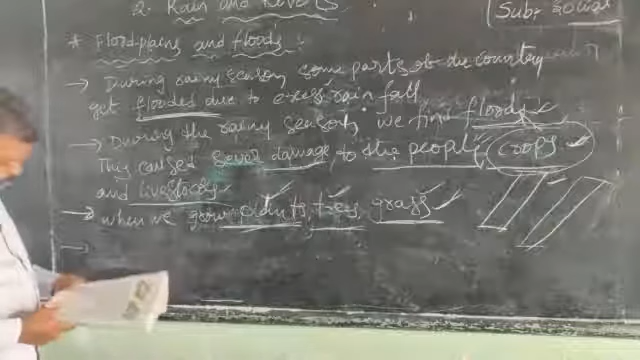 2. Rain and Rivers
Sub: Social
* Flood-plains and floods :
→ During rainy season some parts of the country
get flooded due to excess rain fall
→ During the rainy season, we find floods
This caused sever damage to the people, crops
and livestocks
→ when we grow plants, trees, grass
→